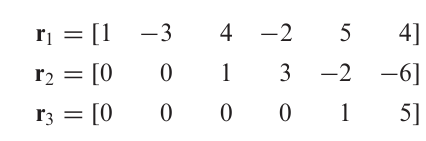 r₁ = [1 −3 4 −2 5 4]
r₂ = [0 0 1 3 −2 −6]
r₃ = [0 0 0 0 1 5]